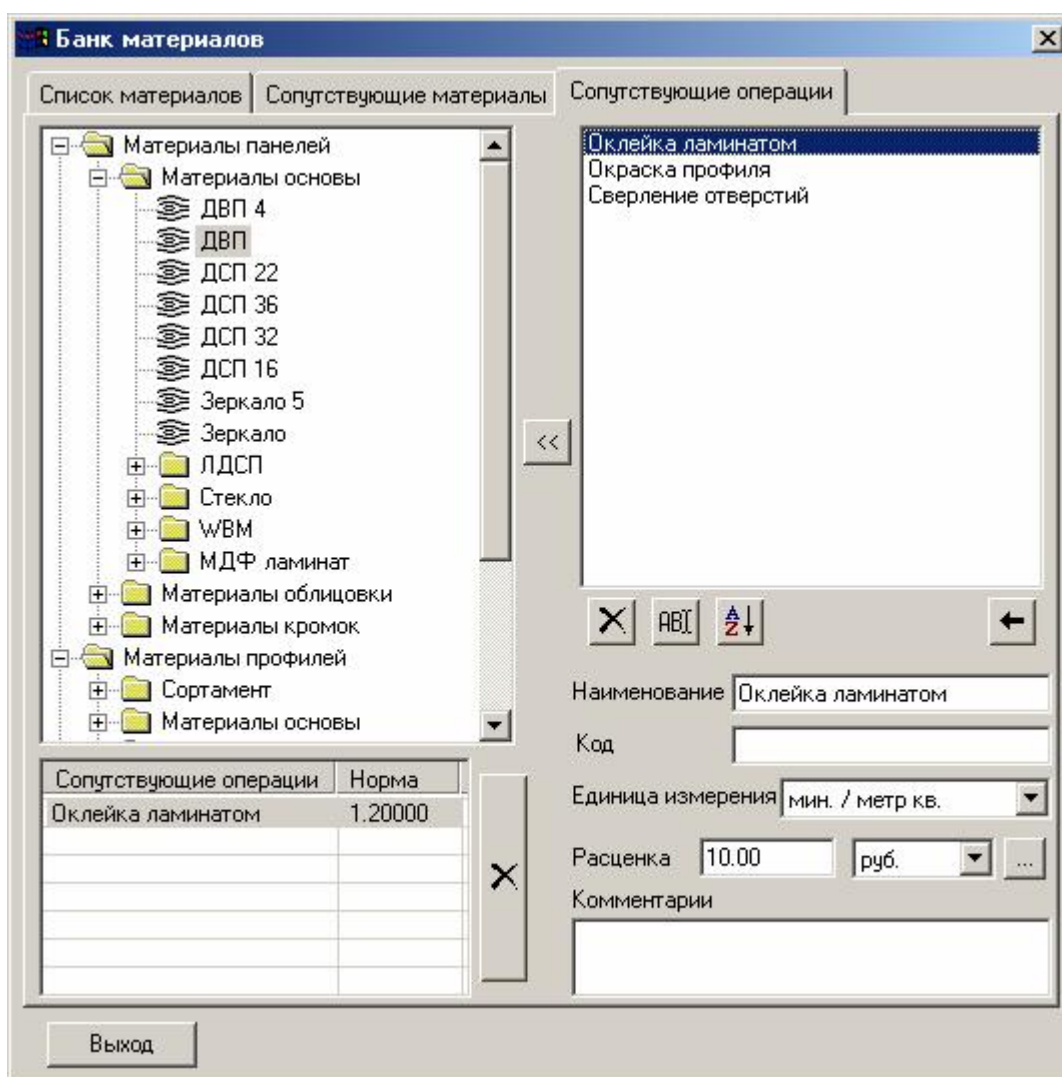 Банк материалов
Список материалов
Сопутствующие материалы
Сопутствующие операции
Материалы панелей
Материалы основы
ДВП 4
ДВП
ДСП 22
ДСП 36
ДСП 32
ДСП 16
Зеркало 5
Зеркало
ЛДСП
Стекло
WBM
МДФ ламинат
Материалы облицовки
Материалы кромок
Материалы профилей
Сортамент
Материалы основы
<<
Оклейка ламинатом
Окраска профиля
Сверление отверстий
ABI
AZ
Наименование Оклейка ламинатом
Код
Единица измерения мин. / метр кв.
Расценка 10.00 руб. ...
Комментарии
Сопутствующие операции Норма
Оклейка ламинатом 1.20000
Выход